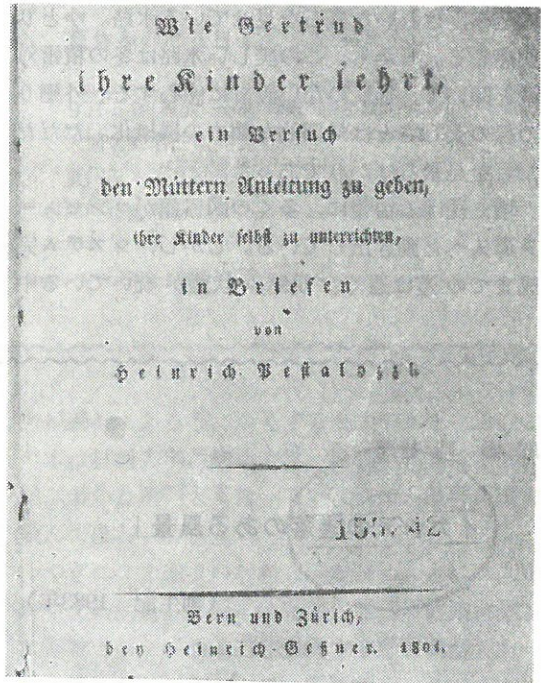 Wie Gertrud
ihre Kinder lehrt,
ein Versuch
den Müttern Anleitung zu geben,
ihre Kinder selbst zu unterrichten,
in Briefen
von
Heinrich Pestalozzi.
Bern und Zürich,
bey Heinrich Geßner. 1801.